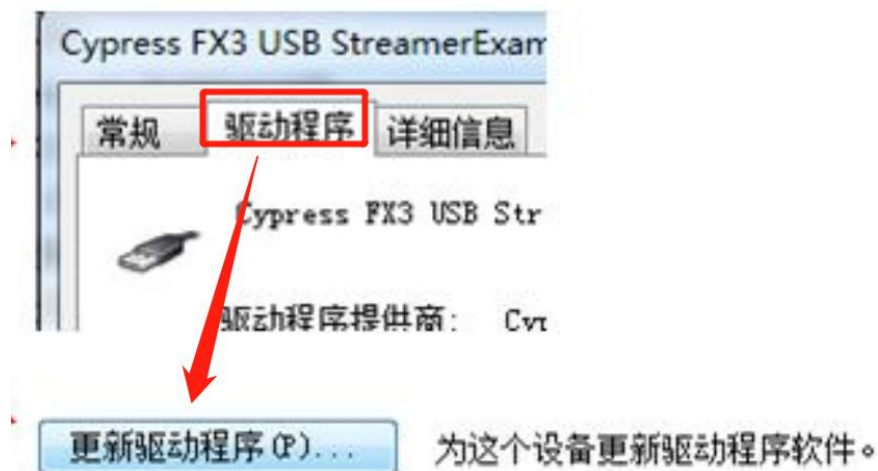 Cypress FX3 USB StreamerExam
常规 驱动程序 详细信息
Cypress FX3 USB Str
驱动程序提供商: Cyp
更新驱动程序(P)... 为这个设备更新驱动程序软件。